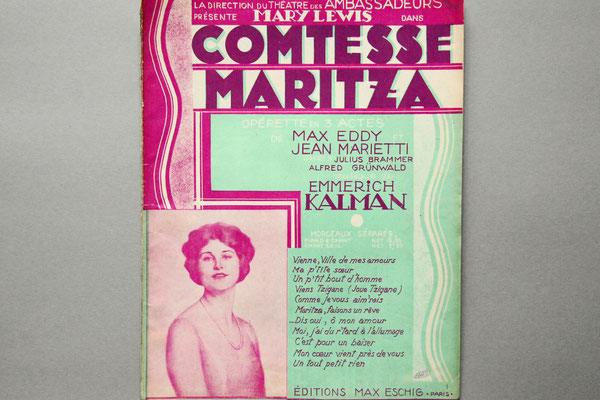 LA DIRECTION DU THÉATRE DES AMBASSADEURS
PRÉSENTE MARY LEWIS DANS
COMTESSE
MARITZA
OPÉRETTE EN 3 ACTES
DE MAX EDDY ET
JEAN MARIETTI
JULIUS BRAMMER
ALFRED GRÜNWALD
EMMERICH
KALMAN
MORCEAUX SÉPARÉS
Vienne, Ville de mes amours
Ma p'tite sœur
Un p'tit bout d'homme
Viens Tzigane (Joue Tzigane)
Comme je vous aim'rais
Maritza, faisons un rêve
...Dis oui, ô mon amour
Moi, j'ai du r'tard à l'allumage
C'est pour un baiser
Mon cœur vient près de vous
Un tout petit rien
ÉDITIONS MAX ESCHIG • PARIS •